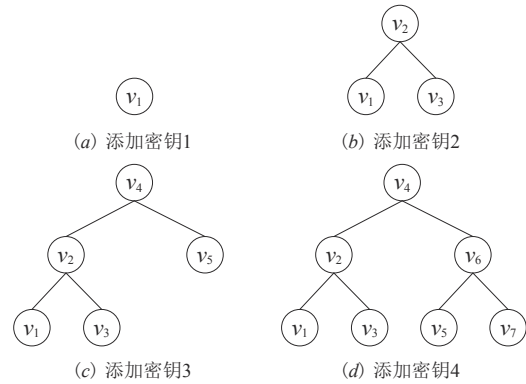 v₂
v₁
v₁ v₃
(a) 添加密钥1 (b) 添加密钥2
v₄ v₄
v₂ v₅ v₂ v₆
v₁ v₃ v₁ v₃ v₅ v₇
(c) 添加密钥3 (d) 添加密钥4